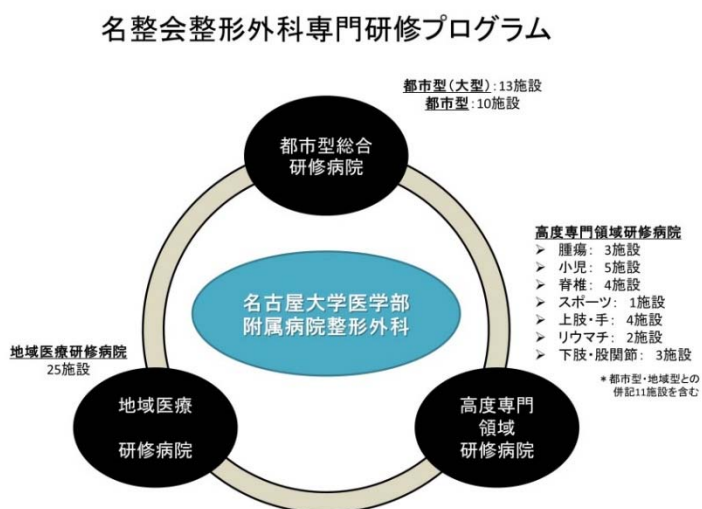 名整会整形外科専門研修プログラム
都市型(大型):13施設
都市型:10施設
都市型総合
研修病院
高度専門領域研修病院
➢ 腫瘍: 3施設
➢ 小児: 5施設
➢ 脊椎: 4施設
➢ スポーツ: 1施設
➢ 上肢・手: 4施設
➢ リウマチ: 2施設
➢ 下肢・股関節: 3施設
*都市型・地域型との
併記11施設を含む
名古屋大学医学部
附属病院整形外科
地域医療研修病院
25施設
地域医療
研修病院
高度専門
領域
研修病院